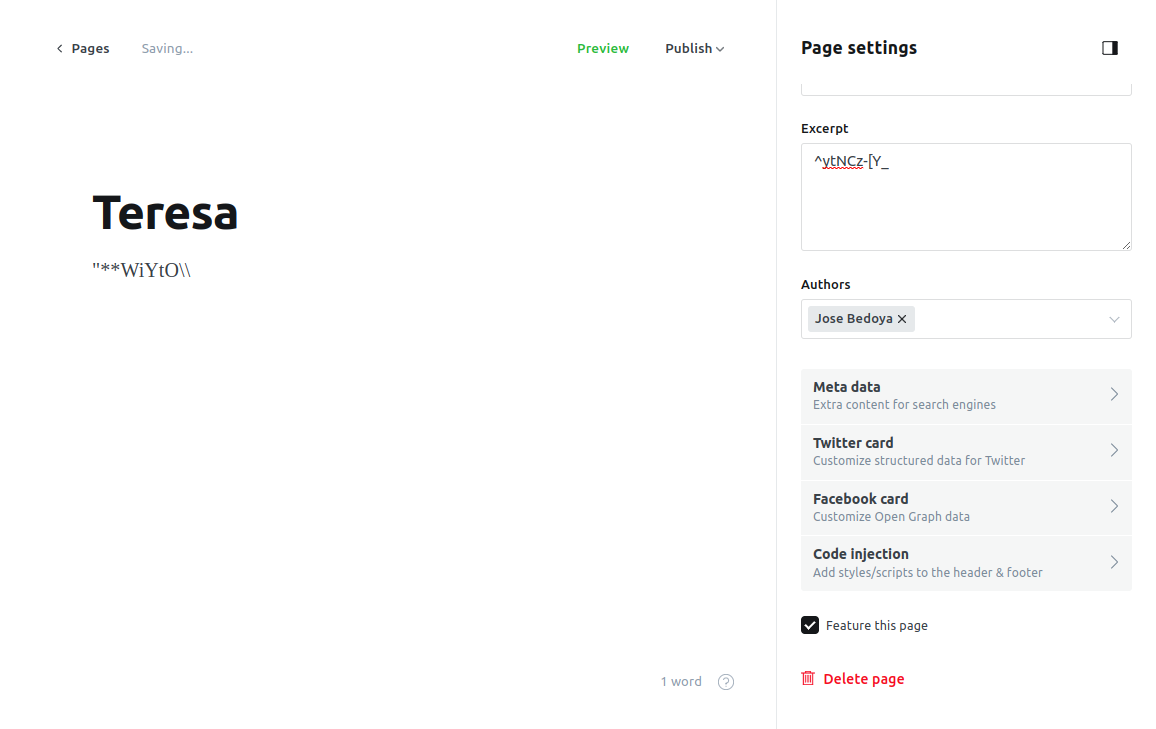 Pages
Saving...
Preview
Publish
Teresa
"**WiYtO\\
1 word
Page settings
Excerpt
^ytNCz-[Y_
Authors
Jose Bedoya
Meta data
Extra content for search engines
Twitter card
Customize structured data for Twitter
Facebook card
Customize Open Graph data
Code injection
Add styles/scripts to the header & footer
Feature this page
Delete page